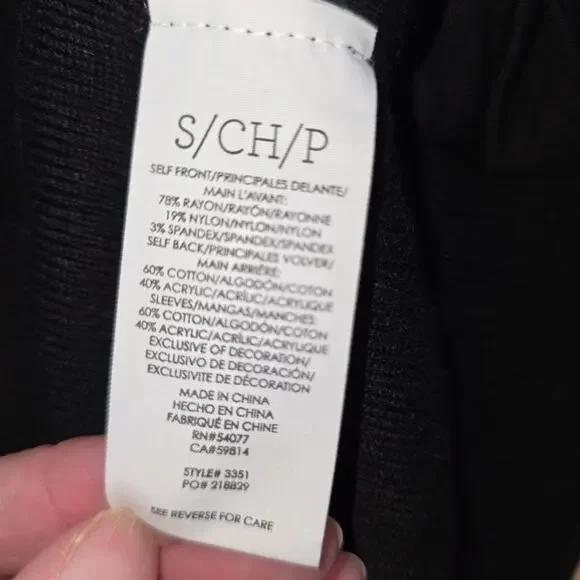 S/CH/P
SELF FRONT/PRINCIPALES DELANTE/
MAIN L'AVANT:
78% RAYON/RAYÓN/RAYONNE
19% NYLON/NYLON/NYLON
3% SPANDEX/SPANDEX/SPANDEX
SELF BACK/PRINCIPALES VOLVER/
MAIN ARRIÈRE:
60% COTTON/ALGODÓN/COTON
40% ACRYLIC/ACRÍLIC/ACRYLIQUE
SLEEVES/MANGAS/MANCHES:
60% COTTON/ALGODÓN/COTON
40% ACRYLIC/ACRÍLIC/ACRYLIQUE
EXCLUSIVE OF DECORATION/
EXCLUSIVO DE DECORACIÓN/
EXCLUSIVITE DE DÉCORATION
MADE IN CHINA
HECHO EN CHINA
FABRIQUÉ EN CHINE
RN#54077
CA#59814
STYLE# 3351
PO# 218829
SEE REVERSE FOR CARE